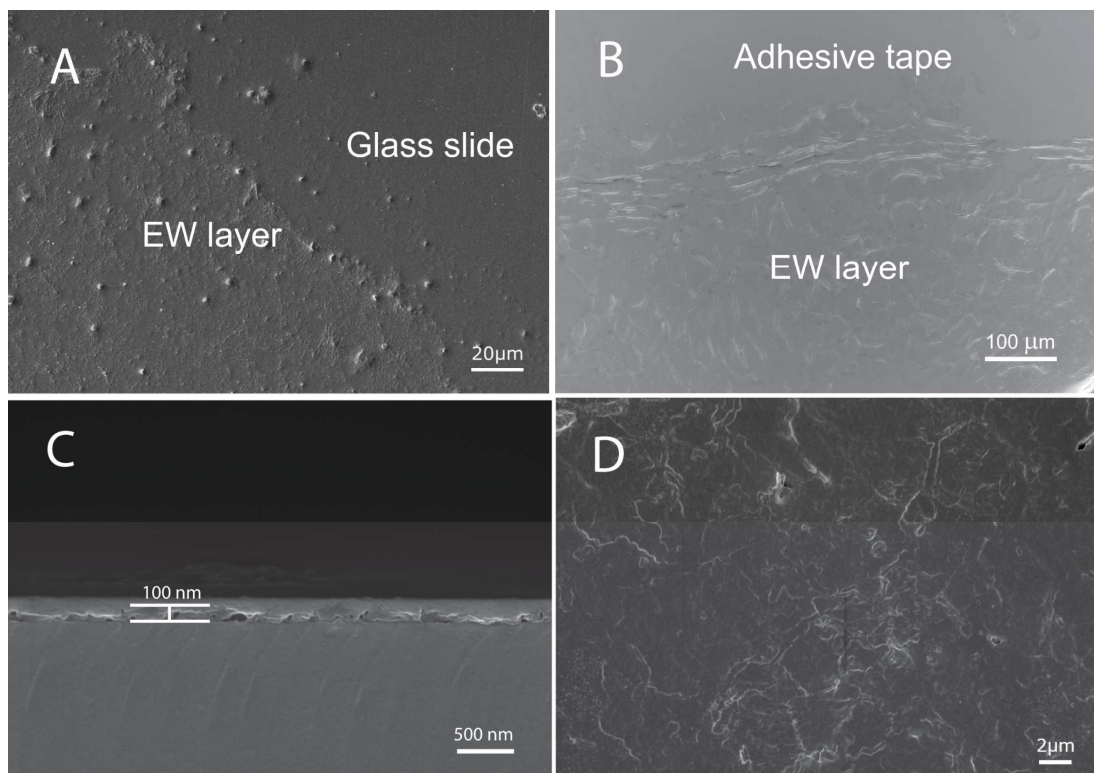 A
Glass slide
EW layer
20μm
B
Adhesive tape
EW layer
100 μm
C
100 nm
500 nm
D
2μm